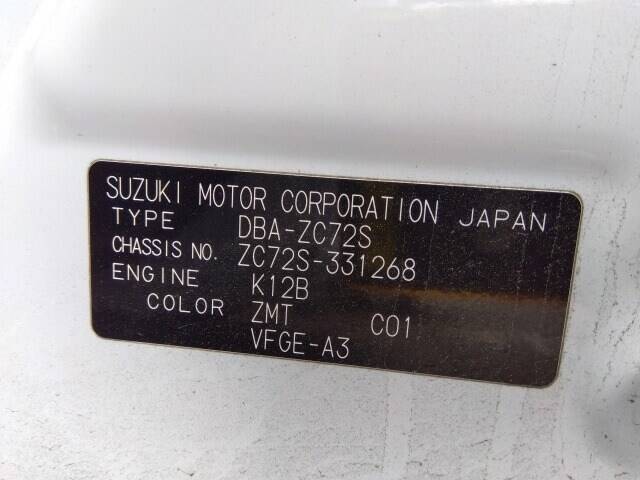 SUZUKI MOTOR CORPORATION JAPAN
TYPE DBA-ZC72S
CHASSIS NO. ZC72S-331268
ENGINE K12B
COLOR ZMT C01
VFGE-A3